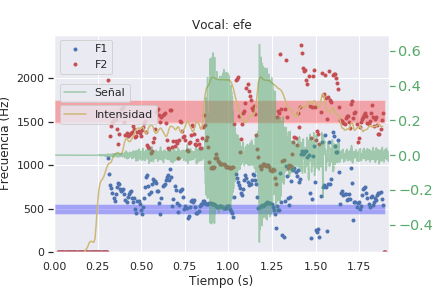 Vocal: efe
F1
F2
Señal
Intensidad
Frecuencia (Hz)
2000
1500
1000
500
0
0.6
0.4
0.2
0.0
−0.2
−0.4
0.00
0.25
0.50
0.75
1.00
1.25
1.50
1.75
Tiempo (s)